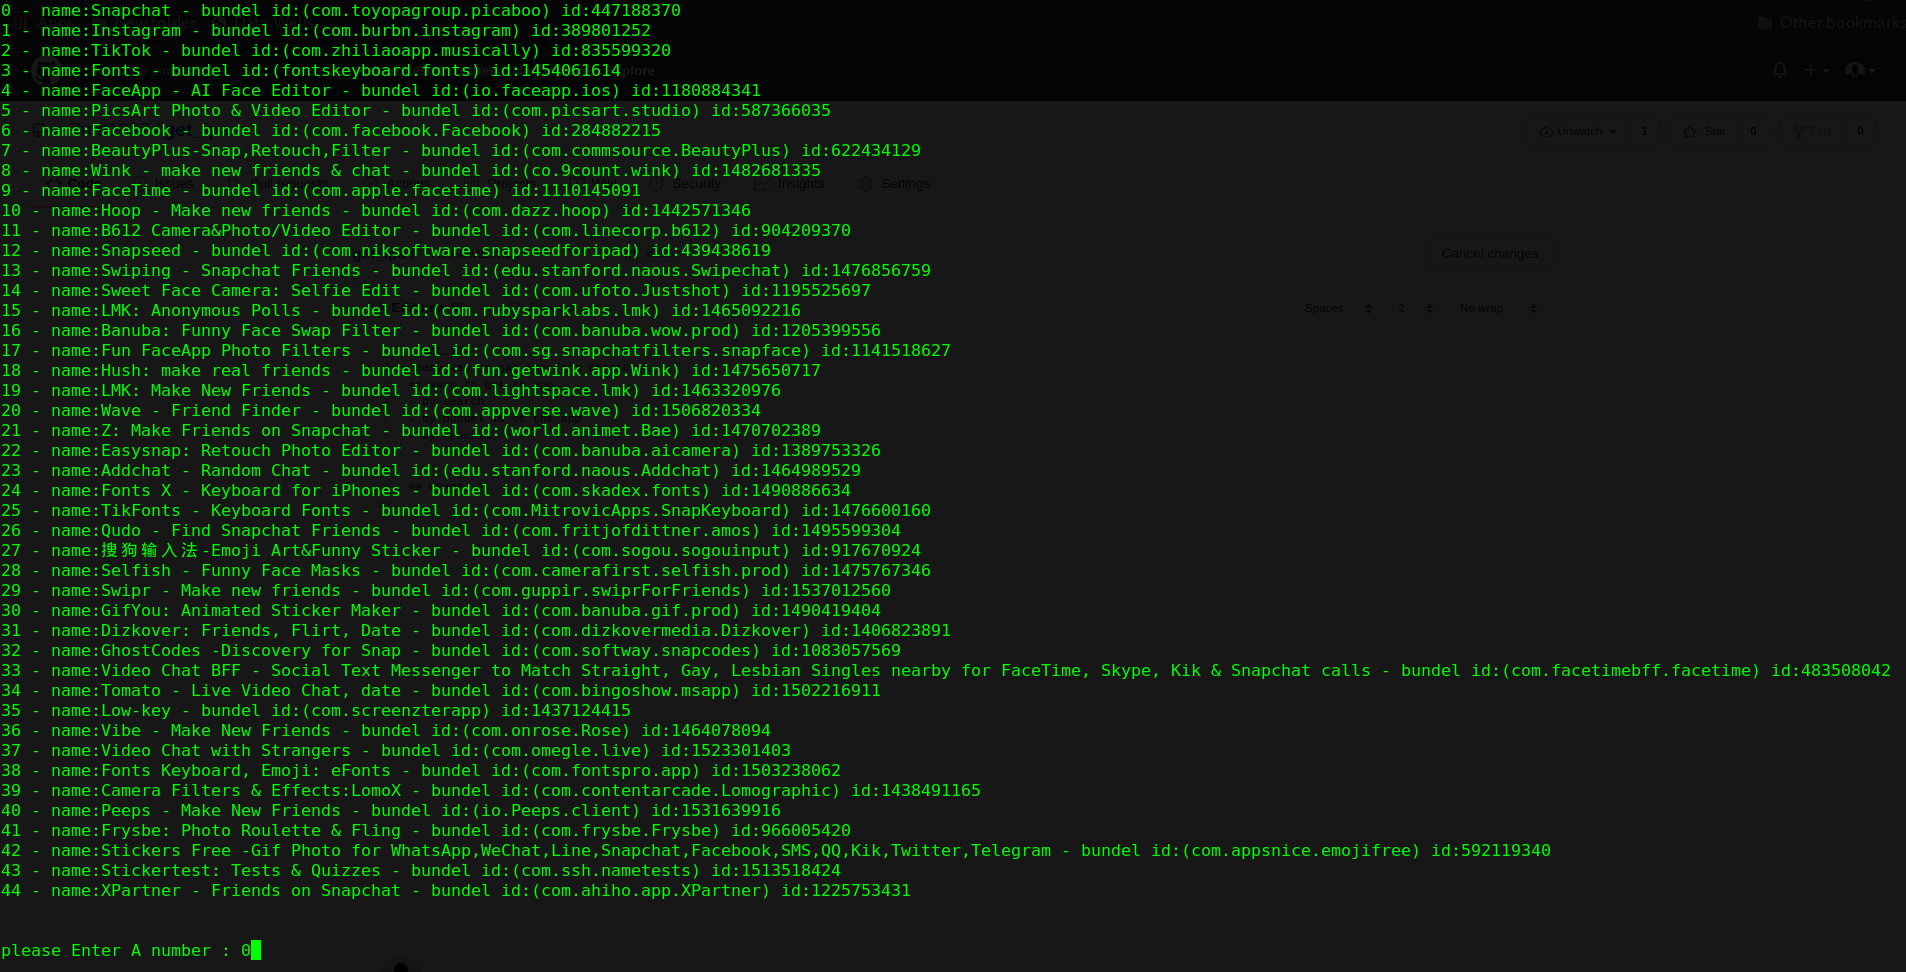 0 - name:Snapchat - bundel id:(com.toyopagroup.picaboo) id:447188370
Other bookmarks
1 - name:Instagram - bundel id:(com.burbn.instagram) id:389801252
2 - name:TikTok - bundel id:(com.zhiliaoapp.musically) id:835599320
3 - name:Fonts - bundel id:(fontskeyboard.fonts) id:1454061614
4 - name:FaceApp - AI Face Editor - bundel id:(io.faceapp.ios) id:1180884341
5 - name:PicsArt Photo & Video Editor - bundel id:(com.picsart.studio) id:587366035
6 - name:Facebook - bundel id:(com.facebook.Facebook) id:284882215
Unwatch 1 Star 0 Fork 0
7 - name:BeautyPlus-Snap,Retouch,Filter - bundel id:(com.commsource.BeautyPlus) id:622434129
8 - name:Wink - make new friends & chat - bundel id:(co.9count.wink) id:1482681335
9 - name:FaceTime - bundel id:(com.apple.facetime) id:1110145091
Security Insights Settings
10 - name:Hoop - Make new friends - bundel id:(com.dazz.hoop) id:1442571346
11 - name:B612 Camera&Photo/Video Editor - bundel id:(com.linecorp.b612) id:904209370
12 - name:Snapseed - bundel id:(com.niksoftware.snapseedforipad) id:439438619
Cancel changes
13 - name:Swiping - Snapchat Friends - bundel id:(edu.stanford.naous.Swipechat) id:1476856759
14 - name:Sweet Face Camera: Selfie Edit - bundel id:(com.ufoto.Justshot) id:1195525697
15 - name:LMK: Anonymous Polls - bundel id:(com.rubysparklabs.lmk) id:1465092216
Spaces 2 No wrap
16 - name:Banuba: Funny Face Swap Filter - bundel id:(com.banuba.wow.prod) id:1205399556
17 - name:Fun FaceApp Photo Filters - bundel id:(com.sg.snapchatfilters.snapface) id:1141518627
18 - name:Hush: make real friends - bundel id:(fun.getwink.app.Wink) id:1475650717
19 - name:LMK: Make New Friends - bundel id:(com.lightspace.lmk) id:1463320976
20 - name:Wave - Friend Finder - bundel id:(com.appverse.wave) id:1506820334
21 - name:Z: Make Friends on Snapchat - bundel id:(world.animet.Bae) id:1470702389
22 - name:Easysnap: Retouch Photo Editor - bundel id:(com.banuba.aicamera) id:1389753326
23 - name:Addchat - Random Chat - bundel id:(edu.stanford.naous.Addchat) id:1464989529
24 - name:Fonts X - Keyboard for iPhones - bundel id:(com.skadex.fonts) id:1490886634
25 - name:TikFonts - Keyboard Fonts - bundel id:(com.MitrovicApps.SnapKeyboard) id:1476600160
26 - name:Qudo - Find Snapchat Friends - bundel id:(com.fritjofdittner.amos) id:1495599304
27 - name:搜狗输入法-Emoji Art&Funny Sticker - bundel id:(com.sogou.sogouinput) id:917670924
28 - name:Selfish - Funny Face Masks - bundel id:(com.camerafirst.selfish.prod) id:1475767346
29 - name:Swipr - Make new friends - bundel id:(com.guppir.swiprForFriends) id:1537012560
30 - name:GifYou: Animated Sticker Maker - bundel id:(com.banuba.gif.prod) id:1490419404
31 - name:Dizkover: Friends, Flirt, Date - bundel id:(com.dizkovermedia.Dizkover) id:1406823891
32 - name:GhostCodes -Discovery for Snap - bundel id:(com.softway.snapcodes) id:1083057569
33 - name:Video Chat BFF - Social Text Messenger to Match Straight, Gay, Lesbian Singles nearby for FaceTime, Skype, Kik & Snapchat calls - bundel id:(com.facetimebff.facetime) id:483508042
34 - name:Tomato - Live Video Chat, date - bundel id:(com.bingoshow.msapp) id:1502216911
35 - name:Low-key - bundel id:(com.screenzterapp) id:1437124415
36 - name:Vibe - Make New Friends - bundel id:(com.onrose.Rose) id:1464078094
37 - name:Video Chat with Strangers - bundel id:(com.omegle.live) id:1523301403
38 - name:Fonts Keyboard, Emoji: eFonts - bundel id:(com.fontspro.app) id:1503238062
39 - name:Camera Filters & Effects:LomoX - bundel id:(com.contentarcade.Lomographic) id:1438491165
40 - name:Peeps - Make New Friends - bundel id:(io.Peeps.client) id:1531639916
41 - name:Frysbe: Photo Roulette & Fling - bundel id:(com.frysbe.Frysbe) id:966005420
42 - name:Stickers Free -Gif Photo for WhatsApp,WeChat,Line,Snapchat,Facebook,SMS,QQ,Kik,Twitter,Telegram - bundel id:(com.appsnice.emojifree) id:592119340
43 - name:Stickertest: Tests & Quizzes - bundel id:(com.ssh.nametests) id:1513518424
44 - name:XPartner - Friends on Snapchat - bundel id:(com.ahiho.app.XPartner) id:1225753431
please Enter A number : 0